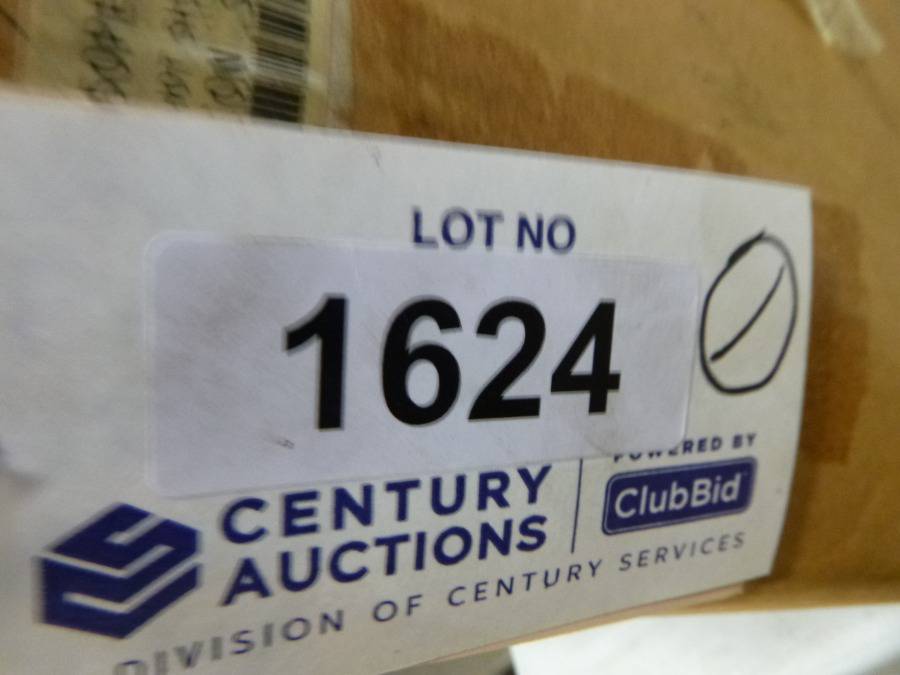 LOT NO
1624
CENTURY
AUCTIONS
POWERED BY
ClubBid
DIVISION OF CENTURY SERVICES